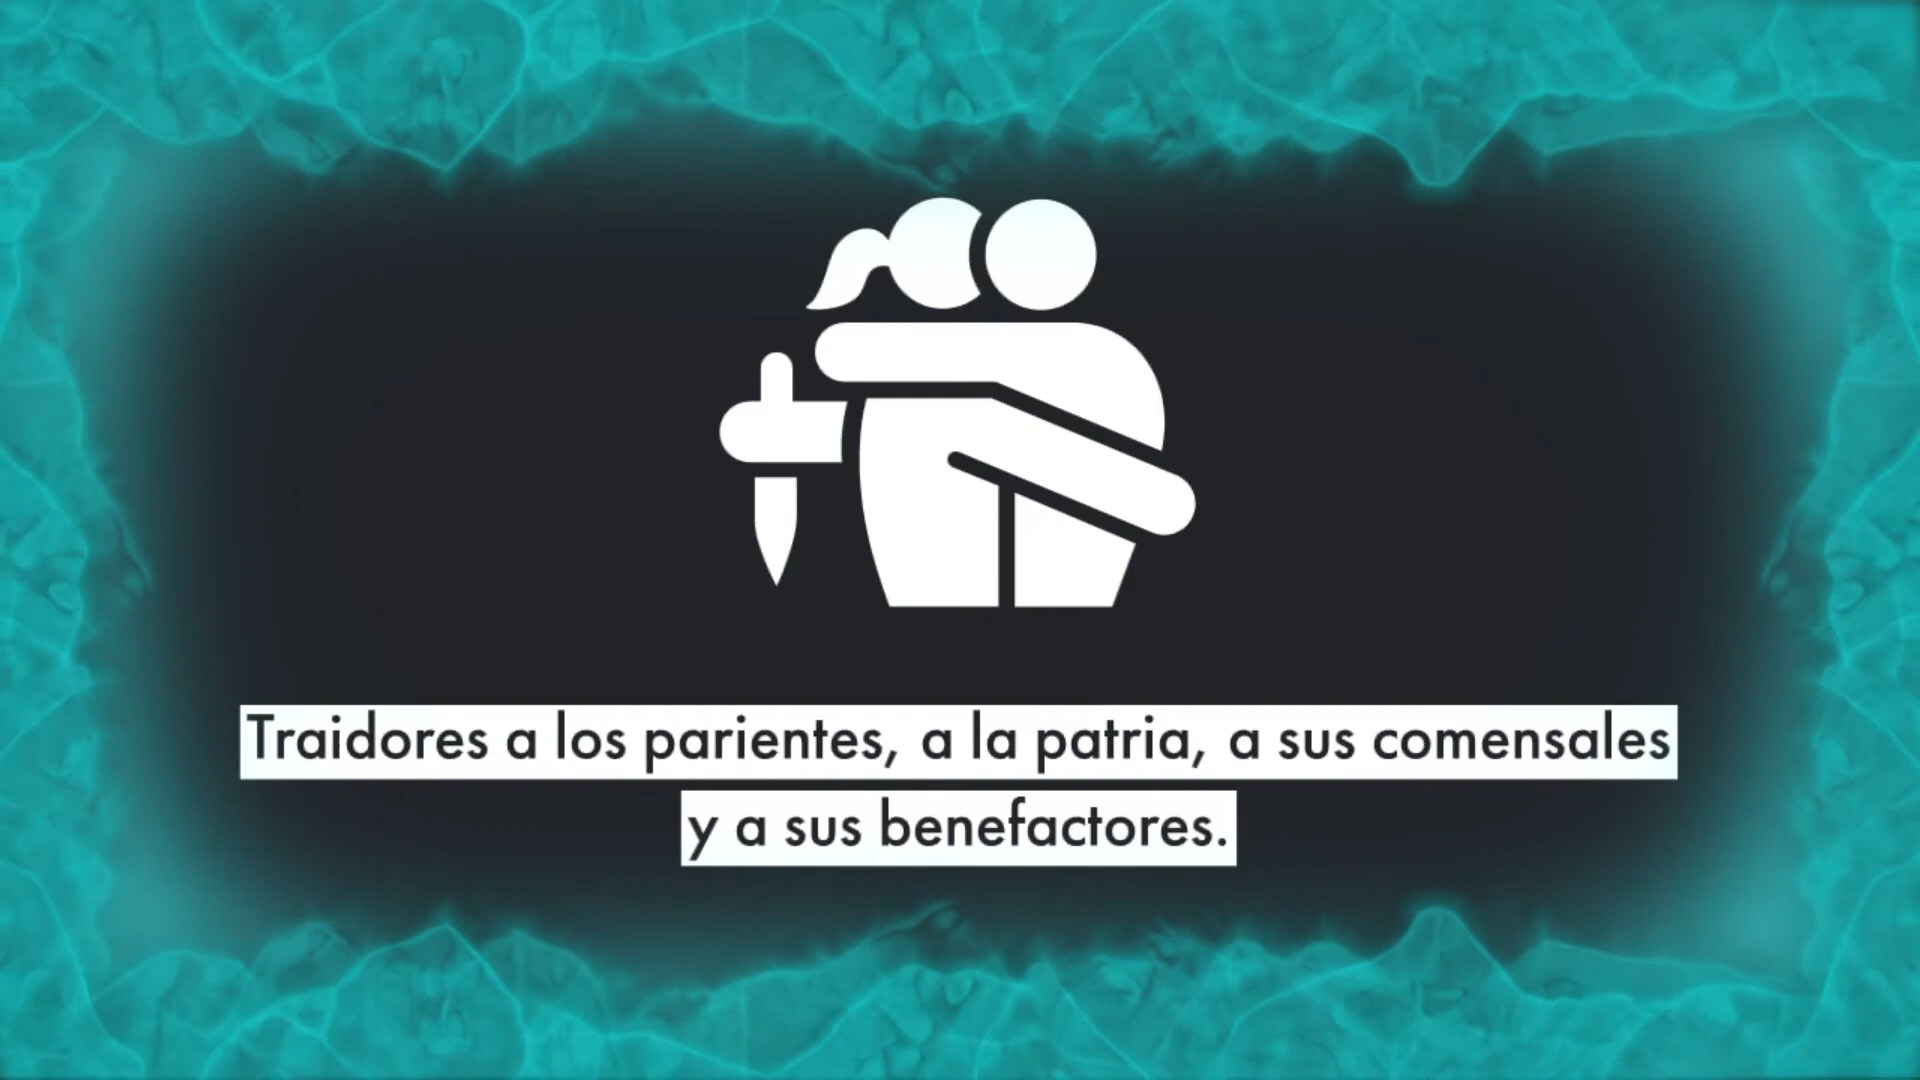 Traidores a los parientes, a la patria, a sus comensales
y a sus benefactores.